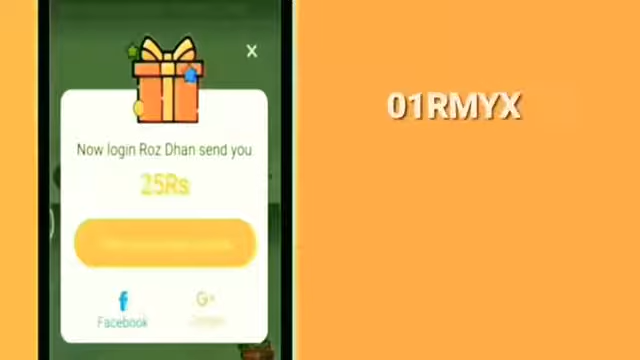 X
Now login Roz Dhan send you
25Rs
Facebook
G+
01RMYX